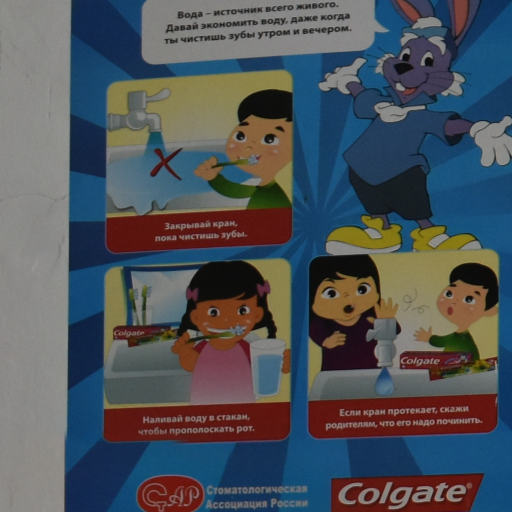 Вода – источник всего живого.
Давай экономить воду, даже когда
ты чистишь зубы утром и вечером.
Закрывай кран,
пока чистишь зубы.
Colgate
Наливай воду в стакан,
чтобы прополоскать рот.
Colgate
Если кран протекает, скажи
родителям, что его надо починить.
САР
Стоматологическая
Ассоциация России
Colgate®